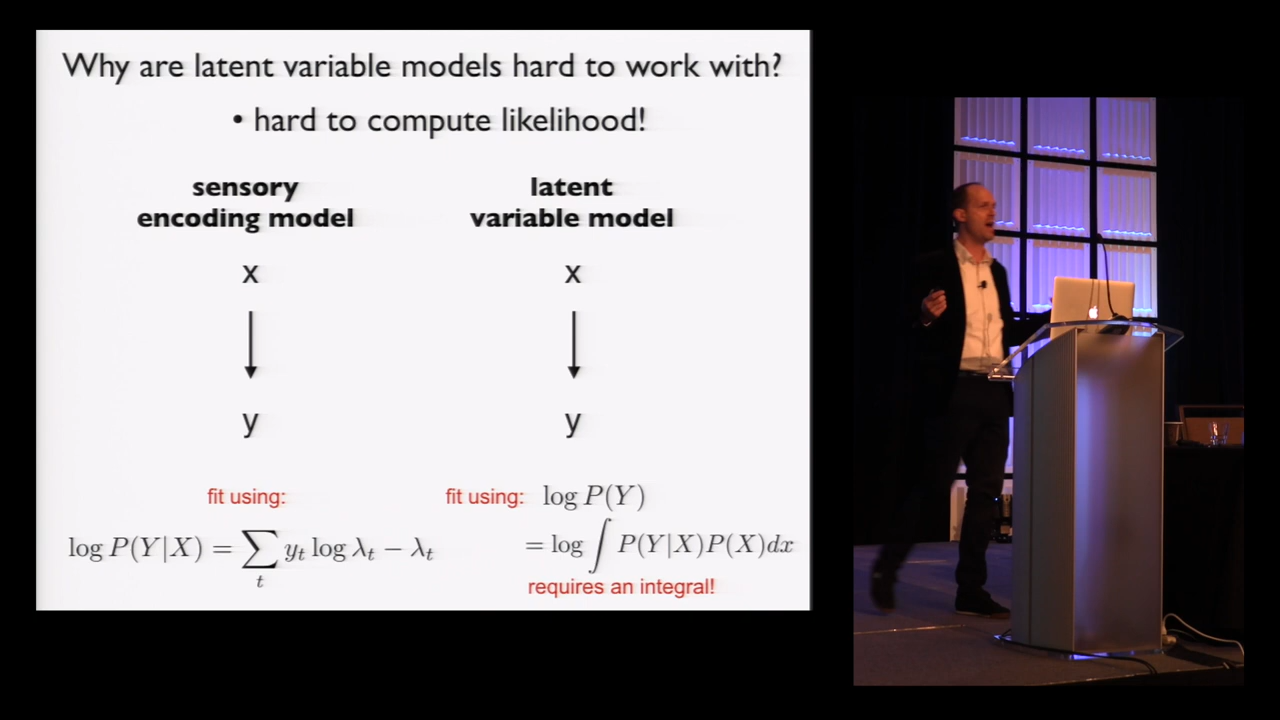 Why are latent variable models hard to work with?
• hard to compute likelihood!
sensory
encoding model
x
y
fit using:
log P(Y|X) = ∑_t y_t log λ_t − λ_t
latent
variable model
x
y
fit using: log P(Y)
= log ∫ P(Y|X)P(X)dx
requires an integral!